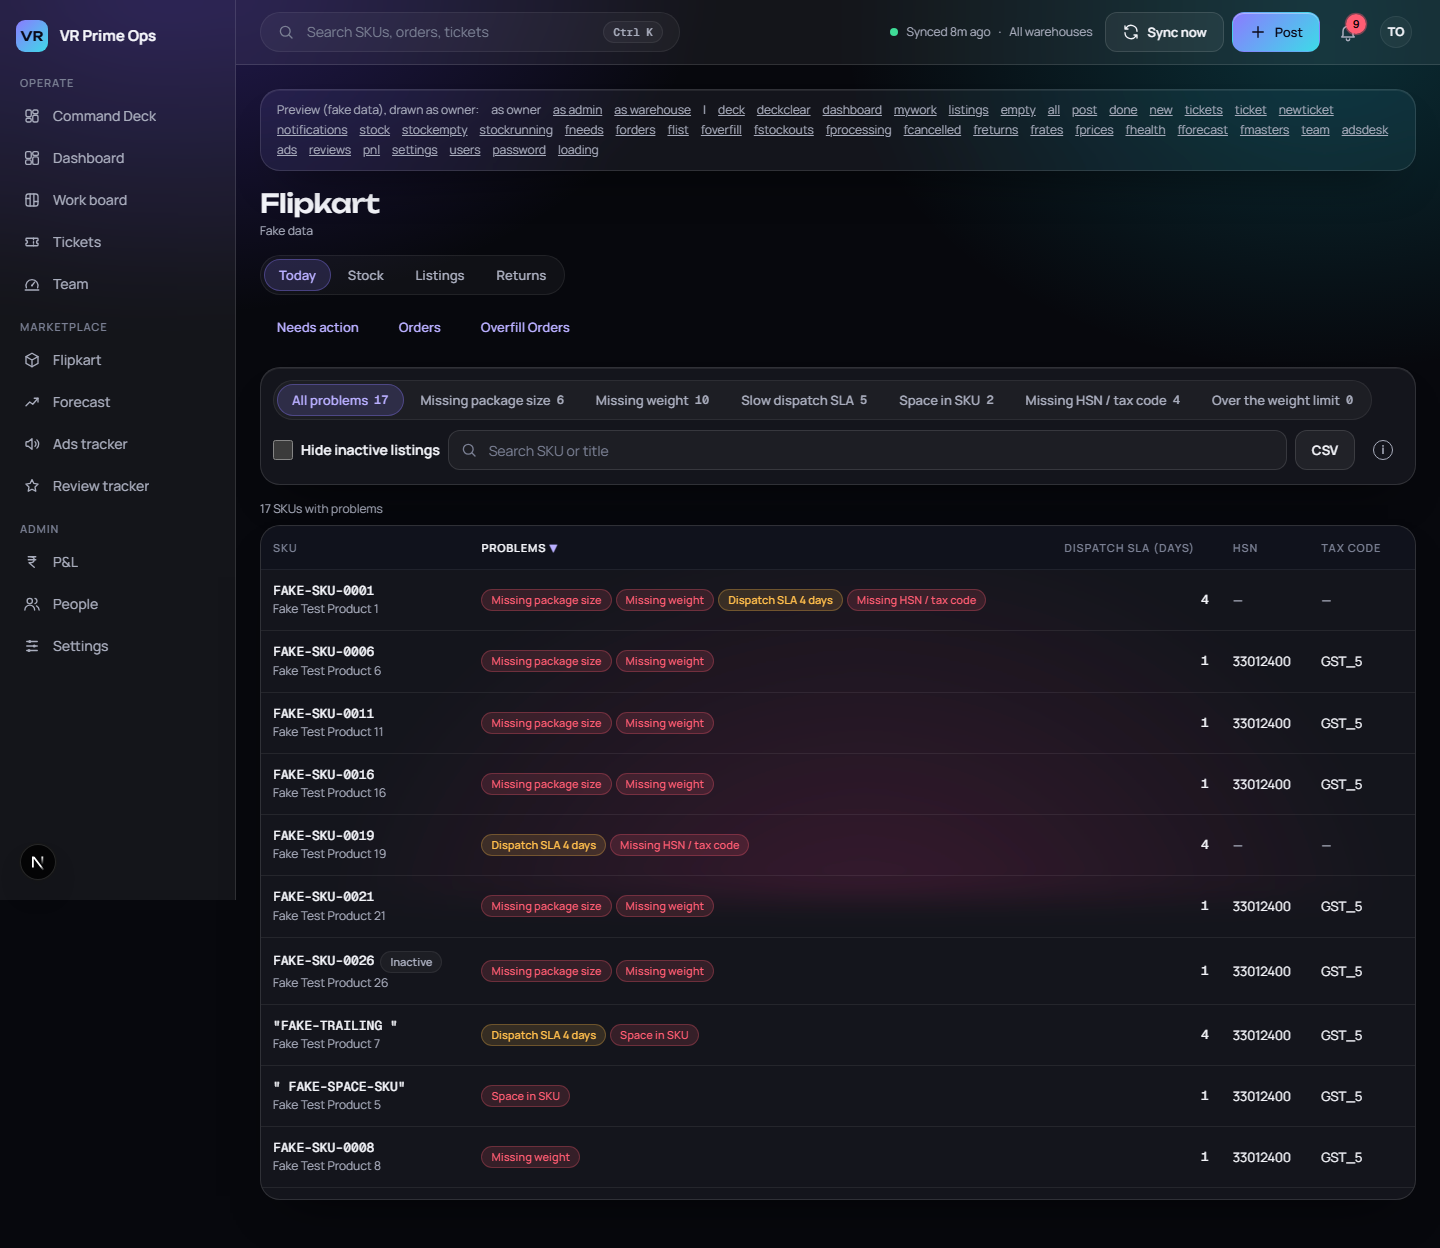 VR VR Prime Ops
Search SKUs, orders, tickets Ctrl K
Synced 8m ago · All warehouses
Sync now
+ Post
9
TO
OPERATE
Command Deck
Dashboard
Work board
Tickets
Team
MARKETPLACE
Flipkart
Forecast
Ads tracker
Review tracker
ADMIN
₹ P&L
People
Settings
N
Preview (fake data), drawn as owner: as owner as admin as warehouse | deck deckclear dashboard mywork listings empty all post done new tickets ticket newticket
notifications stock stockempty stockrunning fneeds forders flist foverfill fstockouts fprocessing fcancelled freturns frates fprices fhealth fforecast fmasters team adsdesk
ads reviews pnl settings users password loading
Flipkart
Fake data
Today Stock Listings Returns
Needs action Orders Overfill Orders
All problems 17 Missing package size 6 Missing weight 10 Slow dispatch SLA 5 Space in SKU 2 Missing HSN / tax code 4 Over the weight limit 0
Hide inactive listings Search SKU or title CSV i
17 SKUs with problems
SKU PROBLEMS ▼ DISPATCH SLA (DAYS) HSN TAX CODE
FAKE-SKU-0001
Fake Test Product 1
Missing package size Missing weight Dispatch SLA 4 days Missing HSN / tax code 4 — —
FAKE-SKU-0006
Fake Test Product 6
Missing package size Missing weight 1 33012400 GST_5
FAKE-SKU-0011
Fake Test Product 11
Missing package size Missing weight 1 33012400 GST_5
FAKE-SKU-0016
Fake Test Product 16
Missing package size Missing weight 1 33012400 GST_5
FAKE-SKU-0019
Fake Test Product 19
Dispatch SLA 4 days Missing HSN / tax code 4 — —
FAKE-SKU-0021
Fake Test Product 21
Missing package size Missing weight 1 33012400 GST_5
FAKE-SKU-0026 Inactive
Fake Test Product 26
Missing package size Missing weight 1 33012400 GST_5
"FAKE-TRAILING "
Fake Test Product 7
Dispatch SLA 4 days Space in SKU 4 33012400 GST_5
" FAKE-SPACE-SKU"
Fake Test Product 5
Space in SKU 1 33012400 GST_5
FAKE-SKU-0008
Fake Test Product 8
Missing weight 1 33012400 GST_5